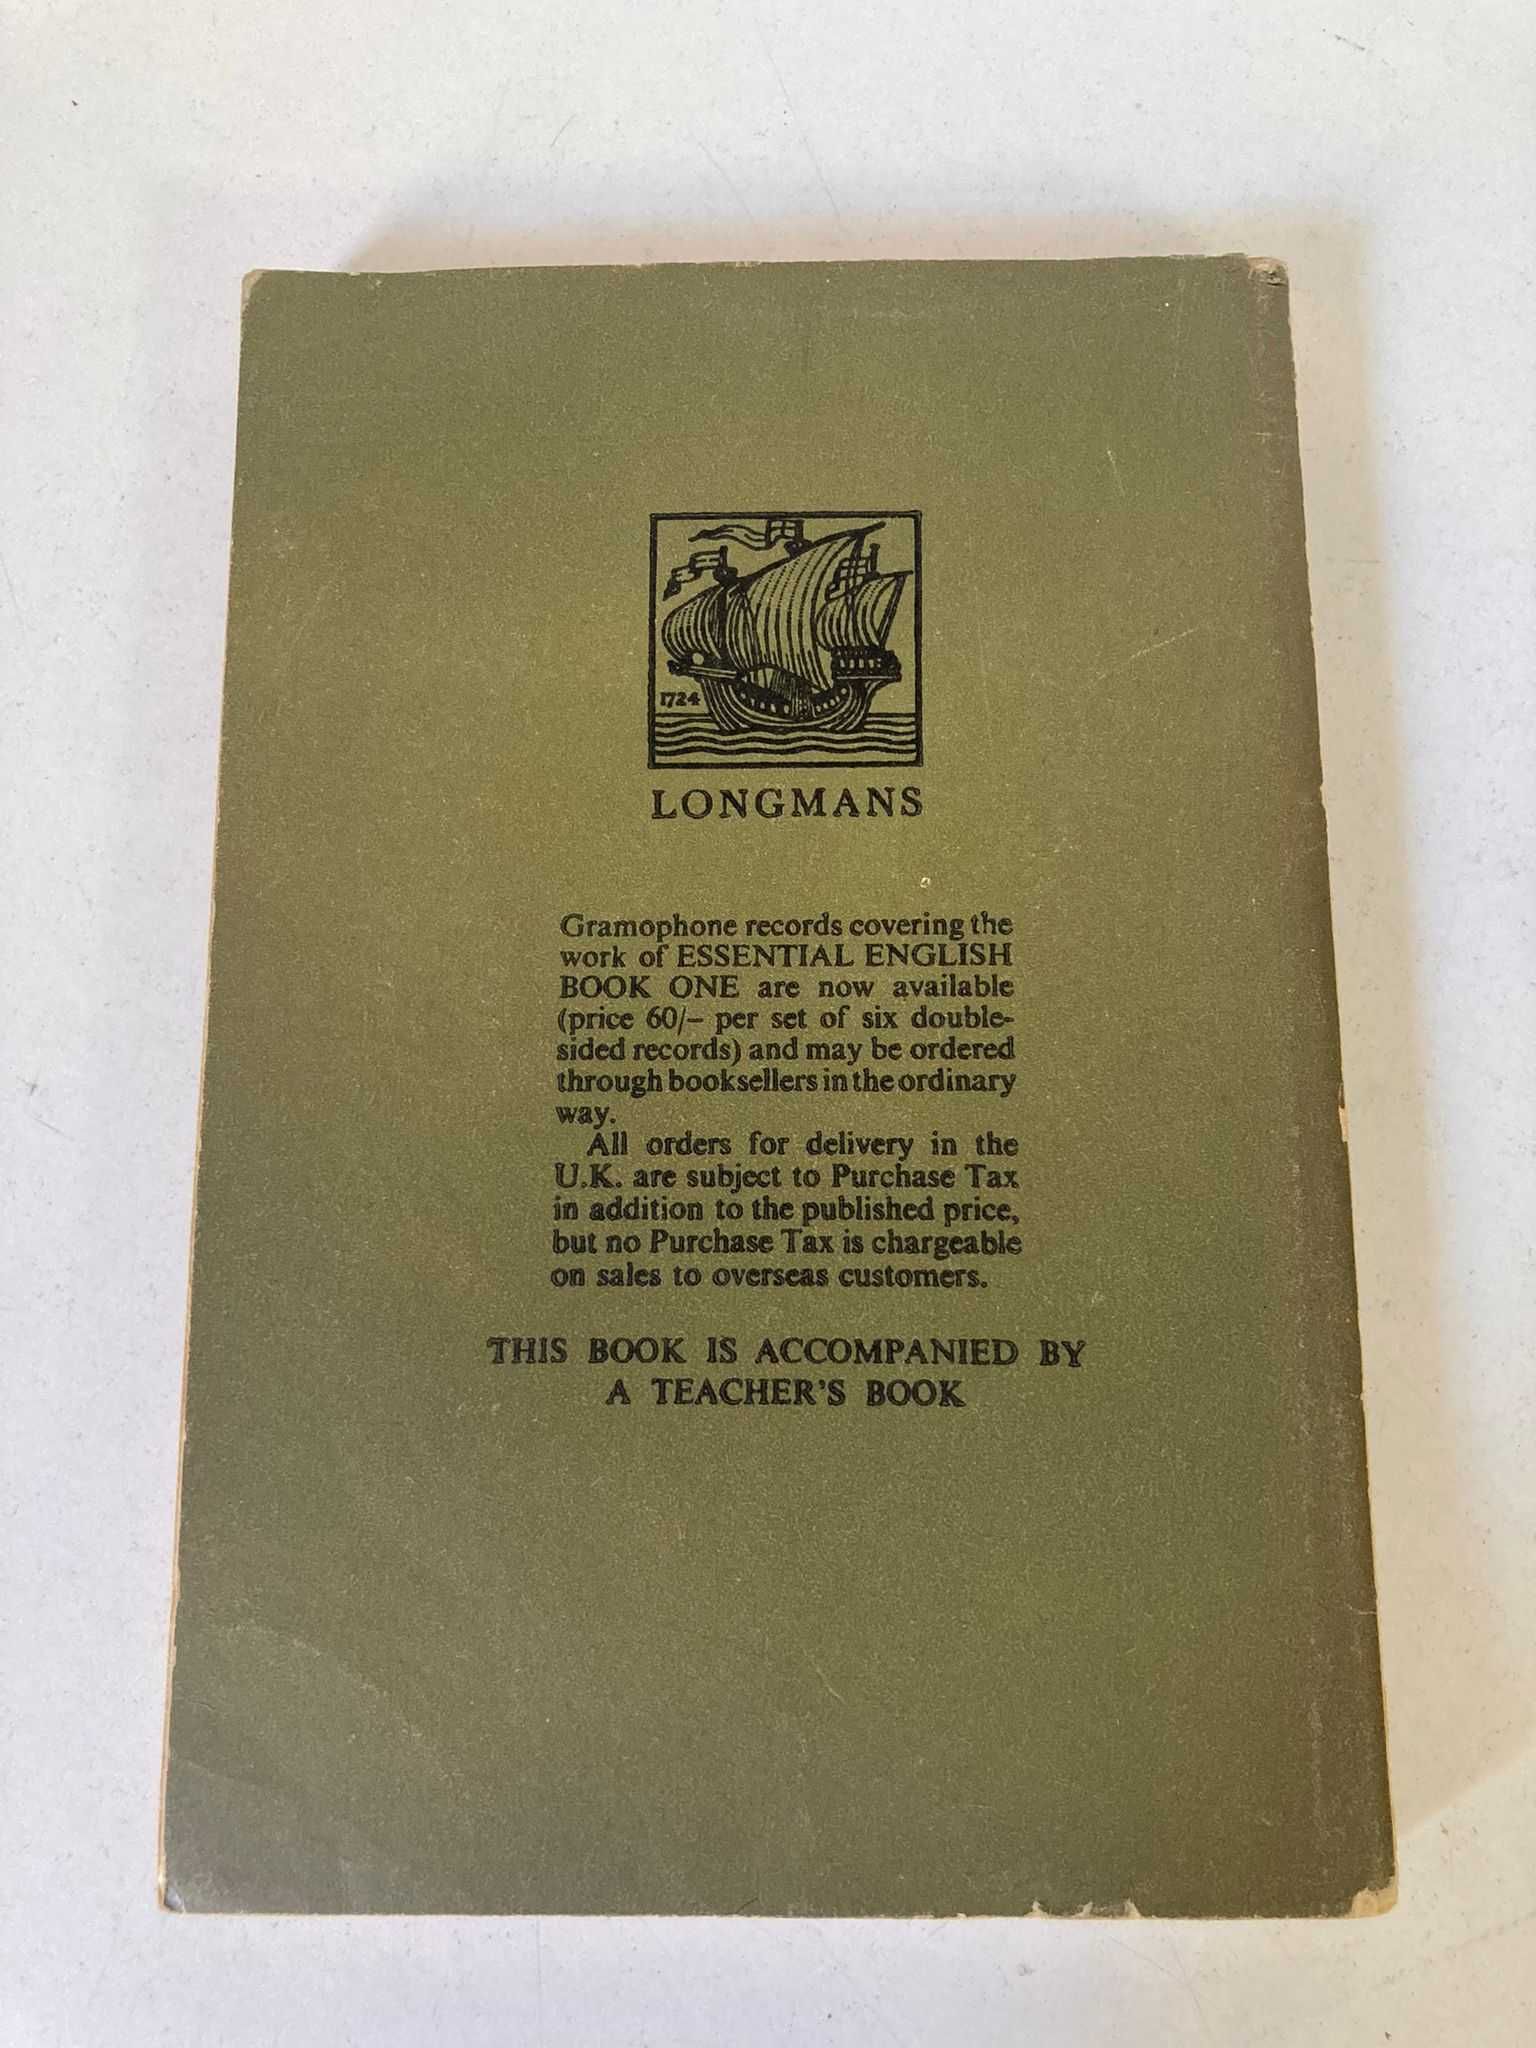 1724
LONGMANS
Gramophone records covering the
work of ESSENTIAL ENGLISH
BOOK ONE are now available
(price 60/– per set of six double-
sided records) and may be ordered
through booksellers in the ordinary
way.
All orders for delivery in the
U.K. are subject to Purchase Tax
in addition to the published price,
but no Purchase Tax is chargeable
on sales to overseas customers.
THIS BOOK IS ACCOMPANIED BY
A TEACHER'S BOOK